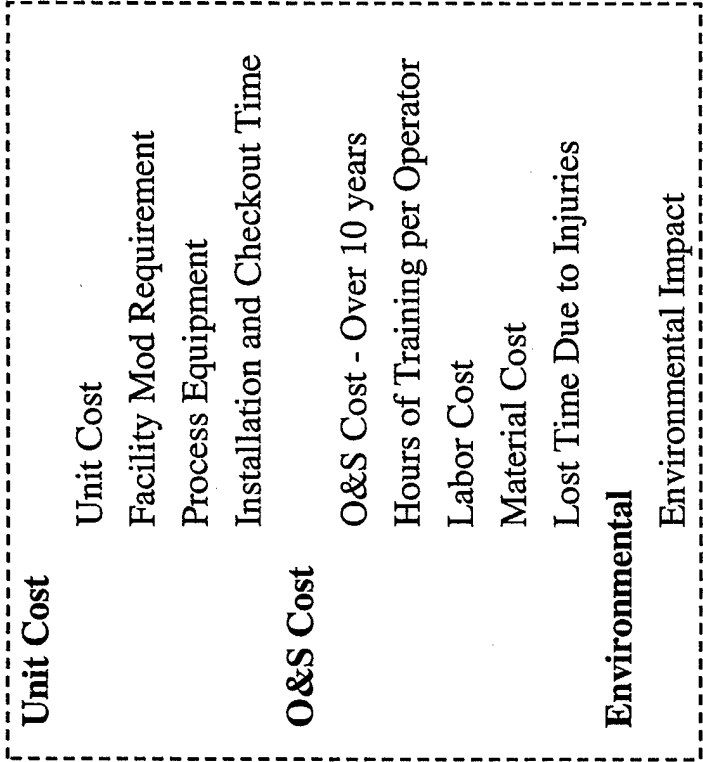 Unit Cost
Unit Cost
Facility Mod Requirement
Process Equipment
Installation and Checkout Time
O&S Cost
O&S Cost - Over 10 years
Hours of Training per Operator
Labor Cost
Material Cost
Lost Time Due to Injuries
Environmental
Environmental Impact